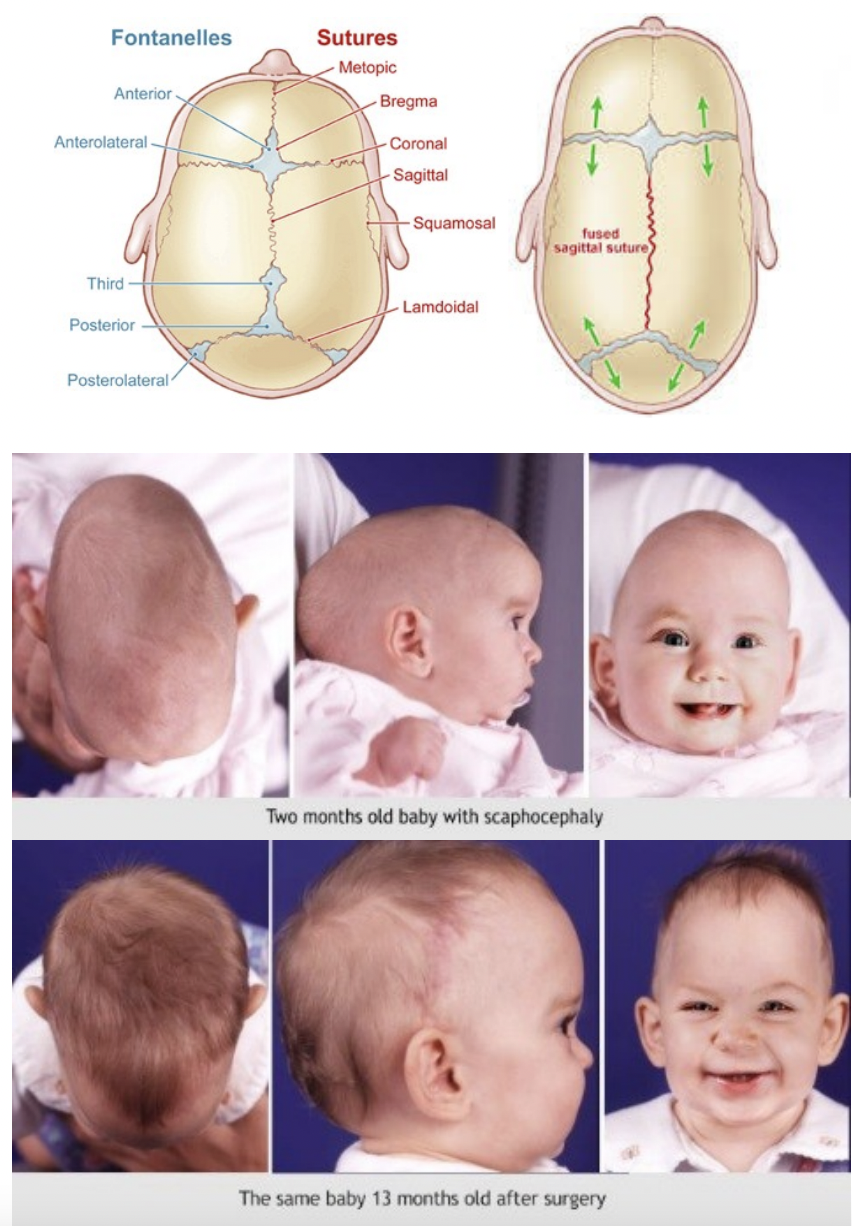 Fontanelles
Sutures
Metopic
Anterior
Bregma
Anterolateral
Coronal
Sagittal
Squamosal
Third
Lamdoidal
Posterior
Posterolateral
fused
sagittal suture
Two months old baby with scaphocephaly
The same baby 13 months old after surgery